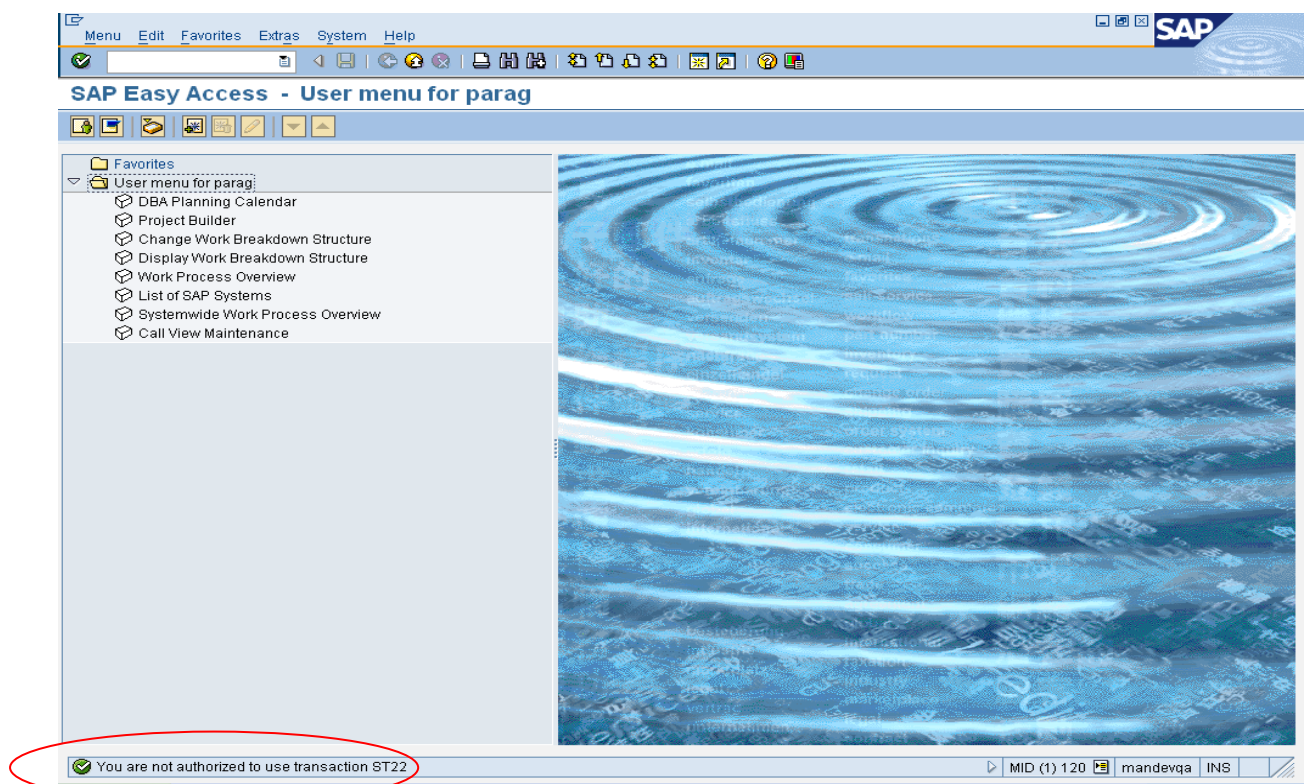 Menu Edit Favorites Extras System Help
SAP
SAP Easy Access - User menu for parag
Favorites
User menu for parag
DBA Planning Calendar
Project Builder
Change Work Breakdown Structure
Display Work Breakdown Structure
Work Process Overview
List of SAP Systems
Systemwide Work Process Overview
Call View Maintenance
You are not authorized to use transaction ST22
MID (1) 120 mandevqa INS